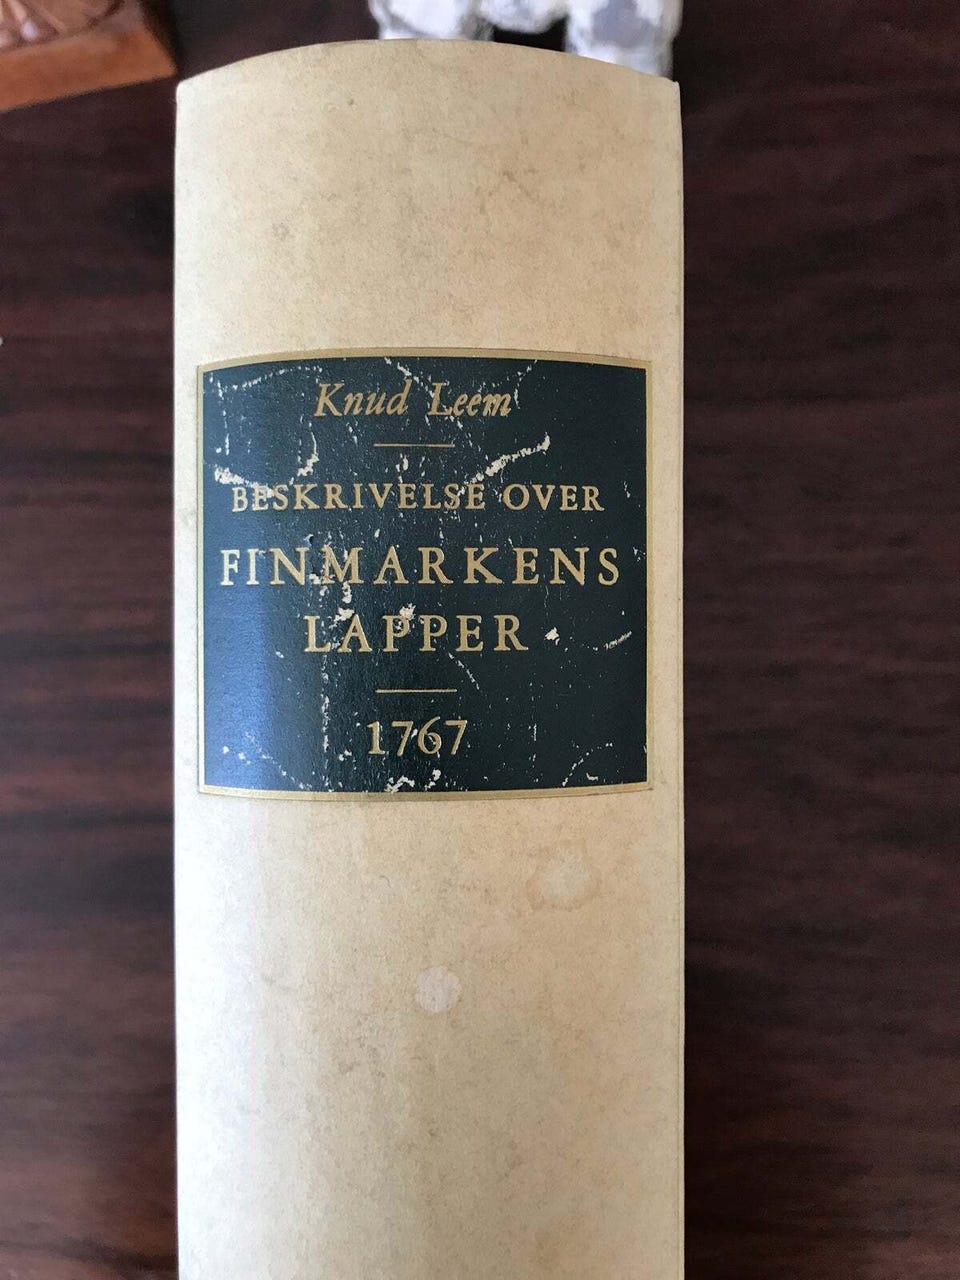 Knud Leem
BESKRIVELSE OVER
FINMARKENS
LAPPER
1767